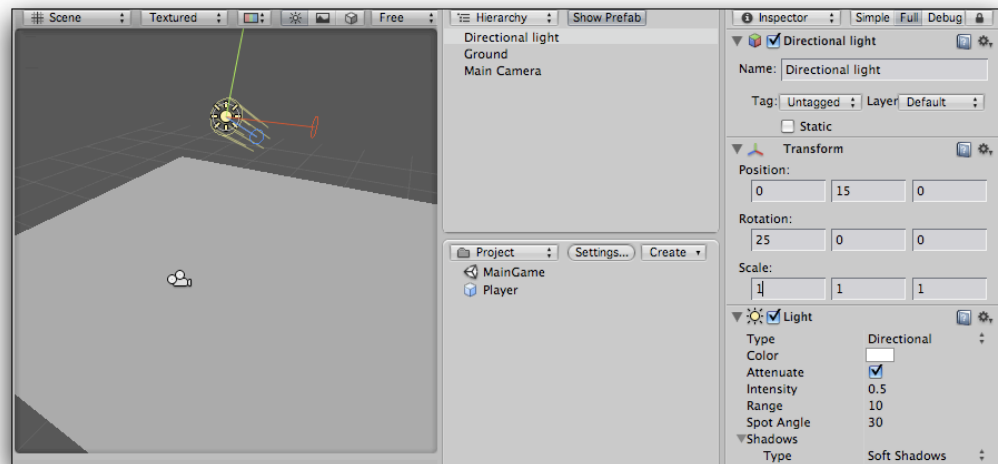 Scene
Textured
Free
Hierarchy
Show Prefab
Directional light
Ground
Main Camera
Project
Settings...
Create
MainGame
Player
Inspector
Simple Full Debug
Directional light
Name: Directional light
Tag: Untagged Layer Default
Static
Transform
Position:
0 15 0
Rotation:
25 0 0
Scale:
1 1 1
Light
Type Directional
Color
Attenuate
Intensity 0.5
Range 10
Spot Angle 30
Shadows
Type Soft Shadows